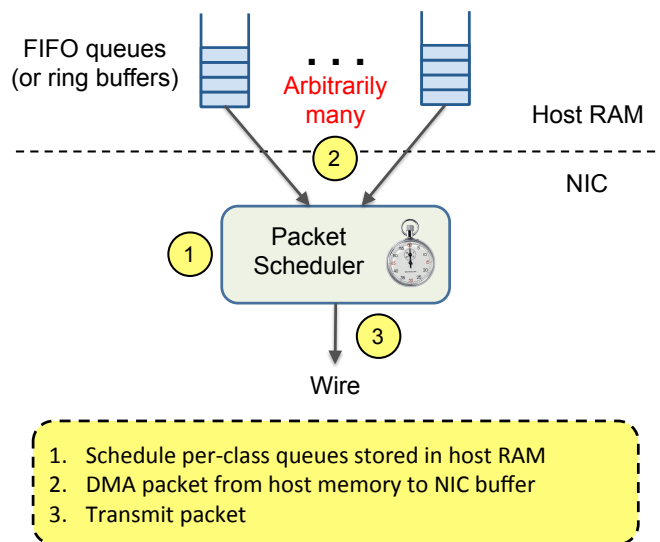 FIFO queues
(or ring buffers)
. . .
Arbitrarily
many
Host RAM
2
NIC
1
Packet
Scheduler
3
Wire
1. Schedule per-class queues stored in host RAM
2. DMA packet from host memory to NIC buffer
3. Transmit packet